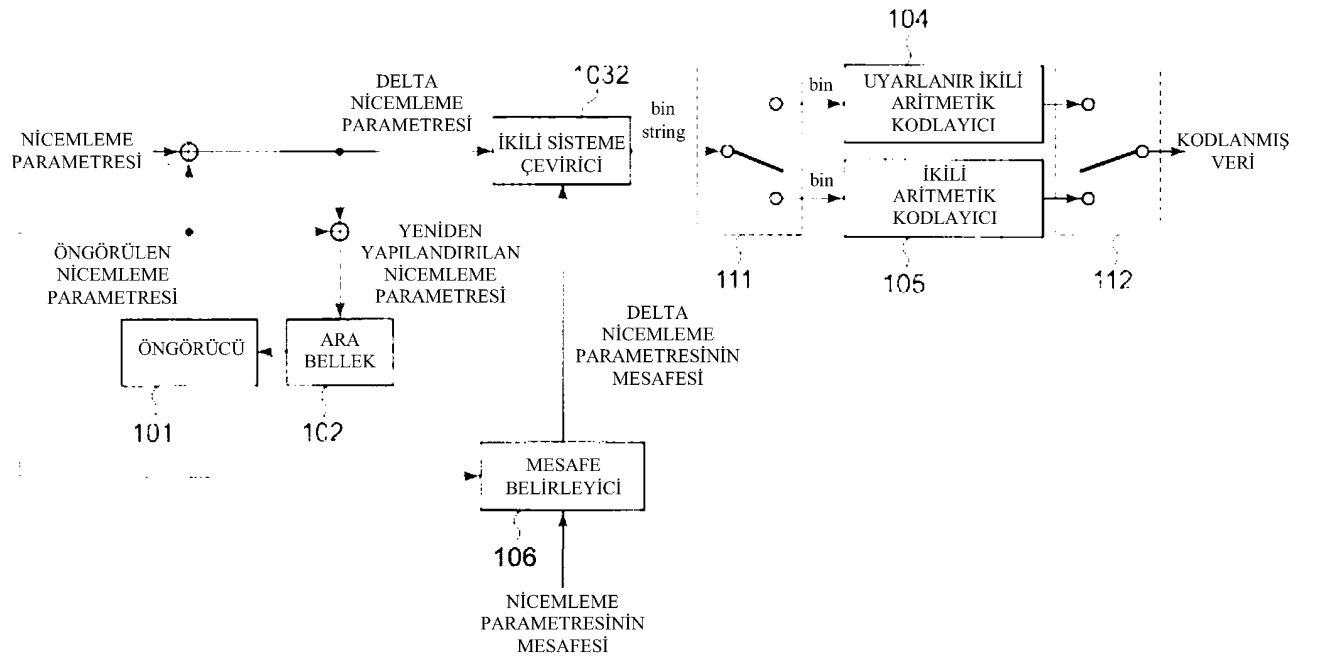 104
1032
DELTA
NİCEMLEME
PARAMETRESİ
bin
string
bin
UYARLANIR İKİLİ
ARİTMETİK
KODLAYICI
NİCEMLEME
PARAMETRESİ
İKİLİ SİSTEME
ÇEVİRİCİ
KODLANMIŞ
VERİ
bin
İKİLİ
ARİTMETİK
KODLAYICI
ÖNGÖRÜLEN
NİCEMLEME
PARAMETRESİ
YENİDEN
YAPILANDIRILAN
NİCEMLEME
PARAMETRESİ
111
105
112
DELTA
NİCEMLEME
PARAMETRESİNİN
MESAFESİ
ÖNGÖRÜCÜ
ARA
BELLEK
101
102
MESAFE
BELİRLEYİCİ
106
NİCEMLEME
PARAMETRESİNİN
MESAFESİ